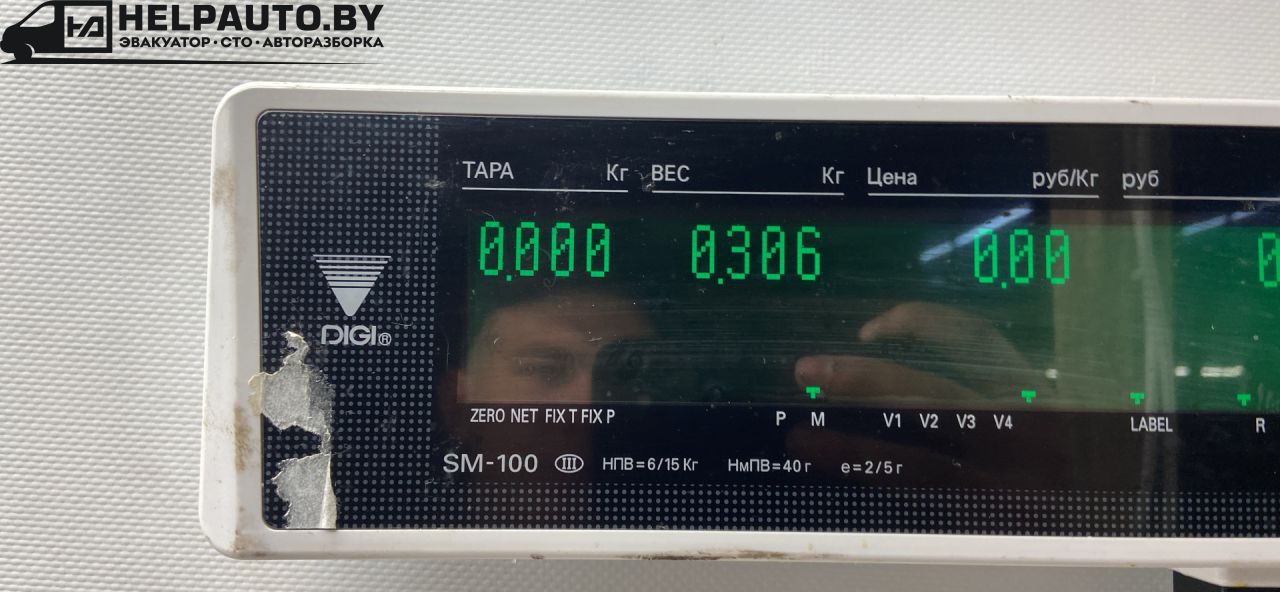 HELPAUTO.BY
ЭВАКУАТОР·СТО·АВТОРАЗБОРКА
ТАРА Кг ВЕС Кг Цена руб/Кг руб
0.000 0.306 0.00 0
DIGI®
ZERO NET FIX T FIX P P M V1 V2 V3 V4 LABEL R
SM-100 III НПВ=6/15 Кг НмПВ=40 г e=2/5 г